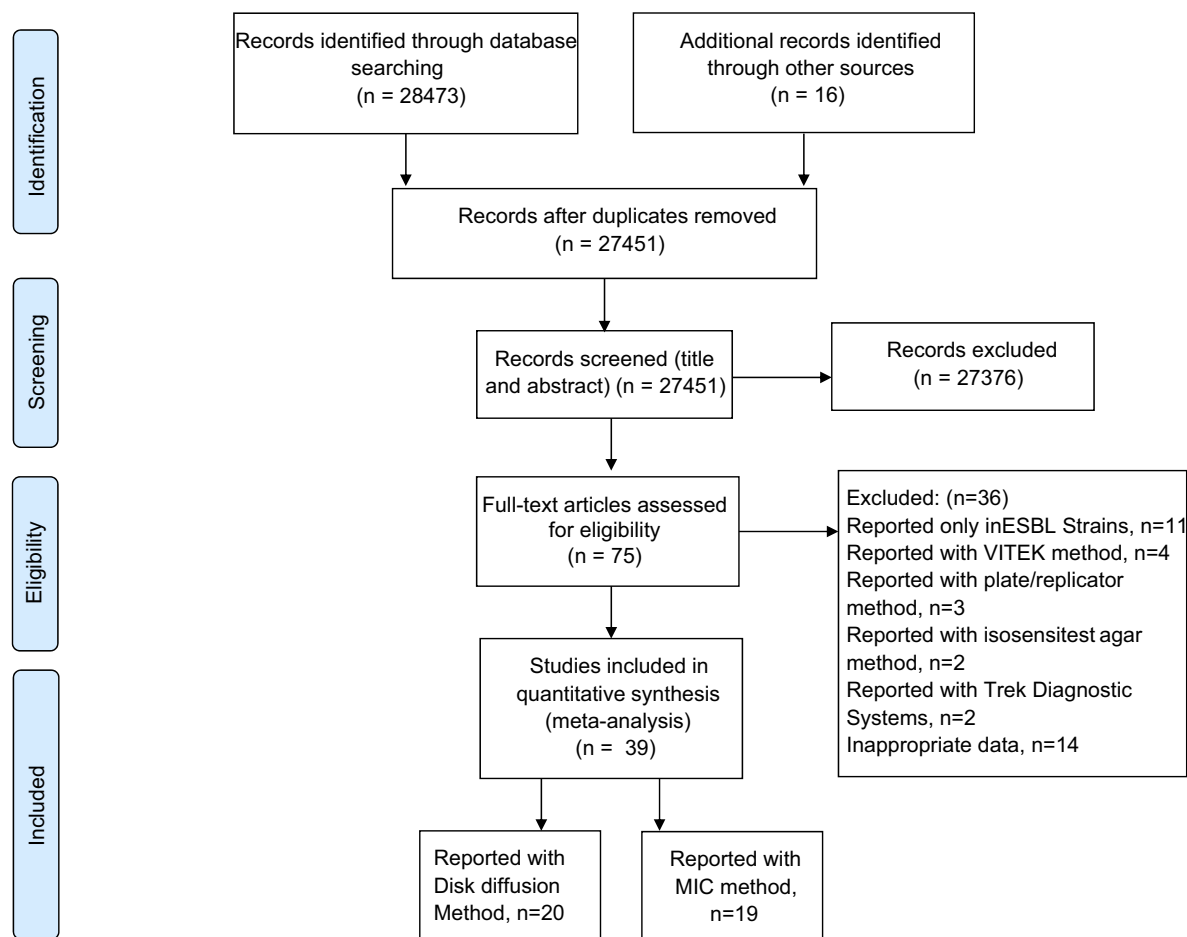 Identification
Records identified through database
searching
(n = 28473)
Additional records identified
through other sources
(n = 16)
Records after duplicates removed
(n = 27451)
Screening
Records screened (title
and abstract) (n = 27451)
Records excluded
(n = 27376)
Eligibility
Full-text articles assessed
for eligibility
(n = 75)
Excluded: (n=36)
Reported only inESBL Strains, n=11
Reported with VITEK method, n=4
Reported with plate/replicator
method, n=3
Reported with isosensitest agar
method, n=2
Reported with Trek Diagnostic
Systems, n=2
Inappropriate data, n=14
Included
Studies included in
quantitative synthesis
(meta-analysis)
(n = 39)
Reported with
Disk diffusion
Method, n=20
Reported with
MIC method,
n=19